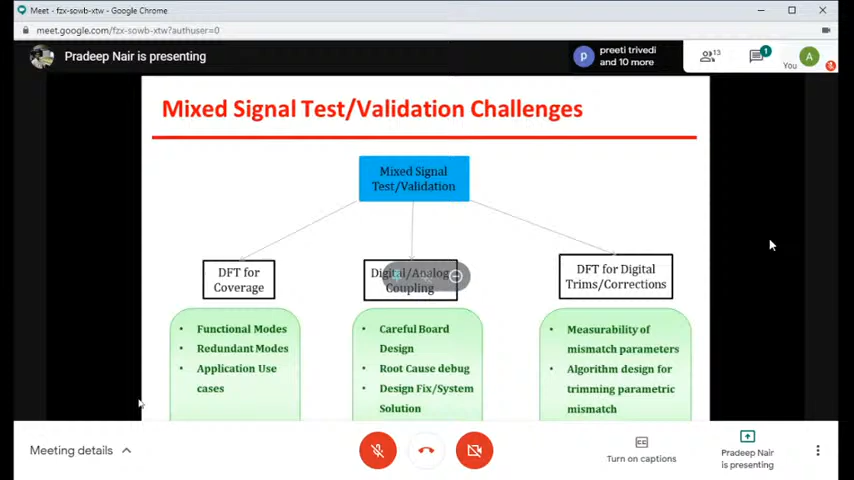 Meet - fzx-sowb-xtw - Google Chrome
meet.google.com/fzx-sowb-xtw?authuser=0
Pradeep Nair is presenting
p
preeti trivedi
and 10 more
13
1
You
A
Mixed Signal Test/Validation Challenges
Mixed Signal
Test/Validation
DFT for
Coverage
Digital/Analog
Coupling
DFT for Digital
Trims/Corrections
• Functional Modes
• Redundant Modes
• Application Use
cases
• Careful Board
Design
• Root Cause debug
• Design Fix/System
Solution
• Measurability of
mismatch parameters
• Algorithm design for
trimming parametric
mismatch
Meeting details
Turn on captions
Pradeep Nair
is presenting